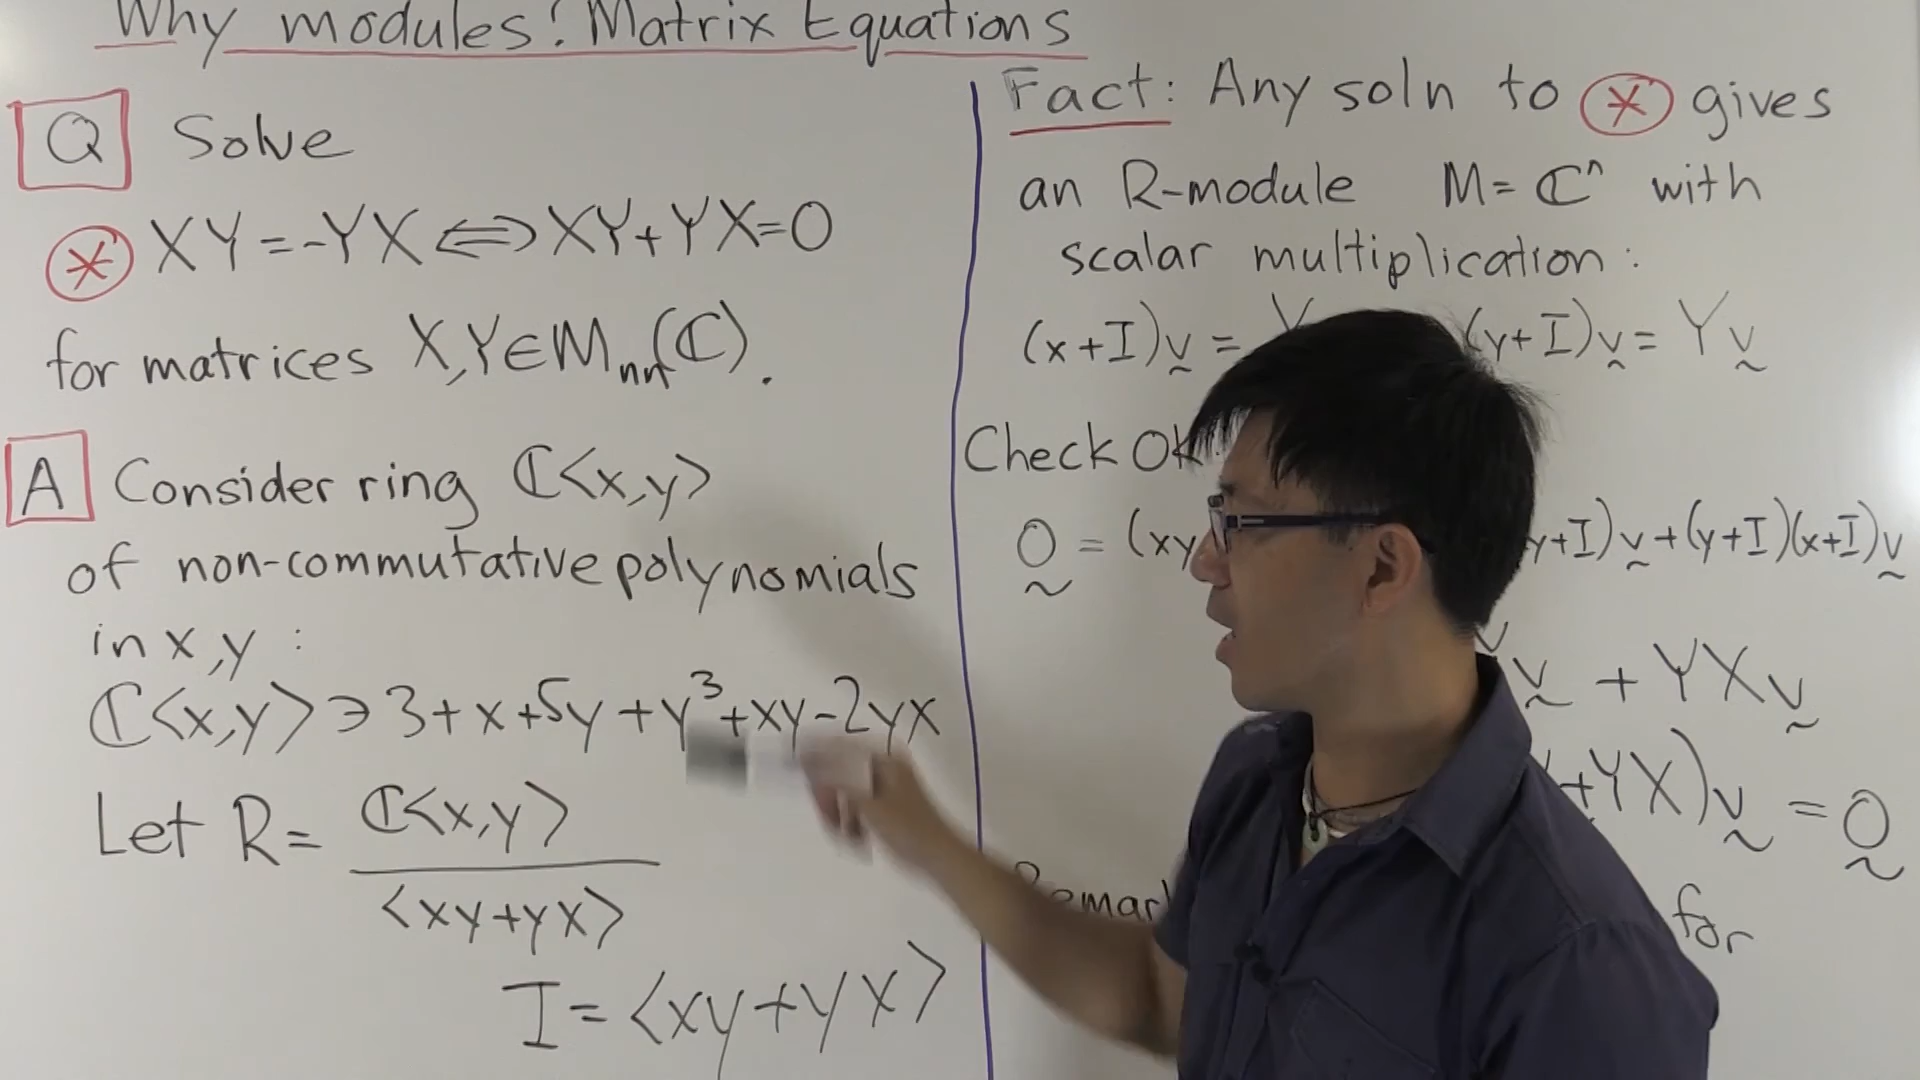 Why modules? Matrix Equations
Q Solve
* XY=-YX⟺XY+YX=0
for matrices X,Y∈Mnn(ℂ).
A Consider ring ℂ<x,y>
of non-commutative polynomials
in x,y :
ℂ<x,y> ∋ 3+x+5y+y³+xy-2yx
Let R= ℂ<x,y>
<xy+yx>
I=<xy+yx>
Fact: Any soln to * gives
an R-module M=ℂⁿ with
scalar multiplication:
(x+I)v = (y+I)v = Yv
Check OK
0 = (xy +I)v+(y+I)(x+I)v
v + YXv
+YX)v = 0
for